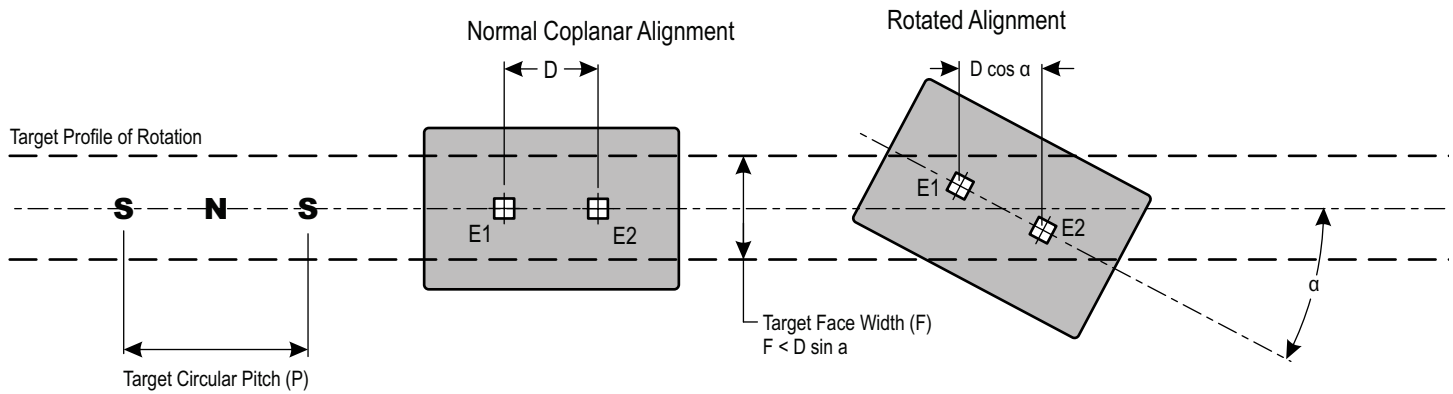 Normal Coplanar Alignment
Rotated Alignment
D
D cos α
Target Profile of Rotation
S N S
E1 E2
E1
E2
α
Target Face Width (F)
F < D sin a
Target Circular Pitch (P)